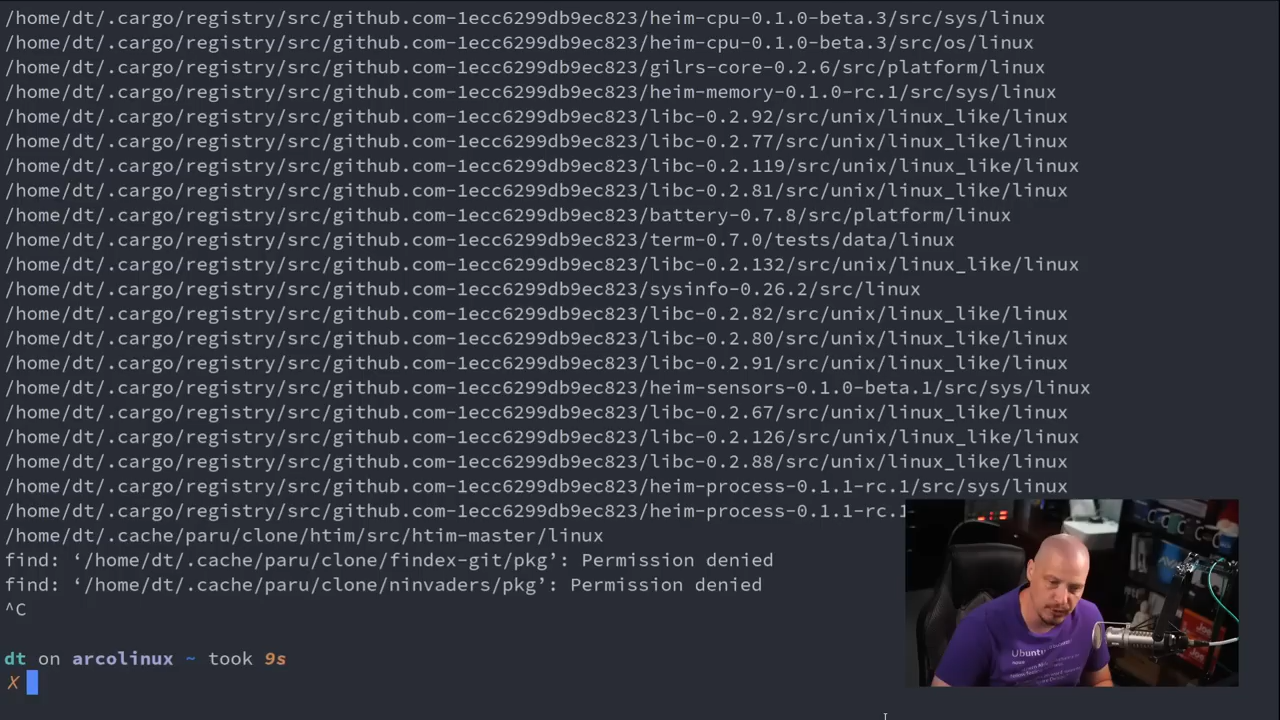 /home/dt/.cargo/registry/src/github.com-1ecc6299db9ec823/heim-cpu-0.1.0-beta.3/src/sys/linux
/home/dt/.cargo/registry/src/github.com-1ecc6299db9ec823/heim-cpu-0.1.0-beta.3/src/os/linux
/home/dt/.cargo/registry/src/github.com-1ecc6299db9ec823/gilrs-core-0.2.6/src/platform/linux
/home/dt/.cargo/registry/src/github.com-1ecc6299db9ec823/heim-memory-0.1.0-rc.1/src/sys/linux
/home/dt/.cargo/registry/src/github.com-1ecc6299db9ec823/libc-0.2.92/src/unix/linux_like/linux
/home/dt/.cargo/registry/src/github.com-1ecc6299db9ec823/libc-0.2.77/src/unix/linux_like/linux
/home/dt/.cargo/registry/src/github.com-1ecc6299db9ec823/libc-0.2.119/src/unix/linux_like/linux
/home/dt/.cargo/registry/src/github.com-1ecc6299db9ec823/libc-0.2.81/src/unix/linux_like/linux
/home/dt/.cargo/registry/src/github.com-1ecc6299db9ec823/battery-0.7.8/src/platform/linux
/home/dt/.cargo/registry/src/github.com-1ecc6299db9ec823/term-0.7.0/tests/data/linux
/home/dt/.cargo/registry/src/github.com-1ecc6299db9ec823/libc-0.2.132/src/unix/linux_like/linux
/home/dt/.cargo/registry/src/github.com-1ecc6299db9ec823/sysinfo-0.26.2/src/linux
/home/dt/.cargo/registry/src/github.com-1ecc6299db9ec823/libc-0.2.82/src/unix/linux_like/linux
/home/dt/.cargo/registry/src/github.com-1ecc6299db9ec823/libc-0.2.80/src/unix/linux_like/linux
/home/dt/.cargo/registry/src/github.com-1ecc6299db9ec823/libc-0.2.91/src/unix/linux_like/linux
/home/dt/.cargo/registry/src/github.com-1ecc6299db9ec823/heim-sensors-0.1.0-beta.1/src/sys/linux
/home/dt/.cargo/registry/src/github.com-1ecc6299db9ec823/libc-0.2.67/src/unix/linux_like/linux
/home/dt/.cargo/registry/src/github.com-1ecc6299db9ec823/libc-0.2.126/src/unix/linux_like/linux
/home/dt/.cargo/registry/src/github.com-1ecc6299db9ec823/libc-0.2.88/src/unix/linux_like/linux
/home/dt/.cargo/registry/src/github.com-1ecc6299db9ec823/heim-process-0.1.1-rc.1/src/sys/linux
/home/dt/.cargo/registry/src/github.com-1ecc6299db9ec823/heim-process-0.1.1-rc.1
/home/dt/.cache/paru/clone/htim/src/htim-master/linux
find: ‘/home/dt/.cache/paru/clone/findex-git/pkg’: Permission denied
find: ‘/home/dt/.cache/paru/clone/ninvaders/pkg’: Permission denied
^C
dt on arcolinux ~ took 9s
X
Ubuntu